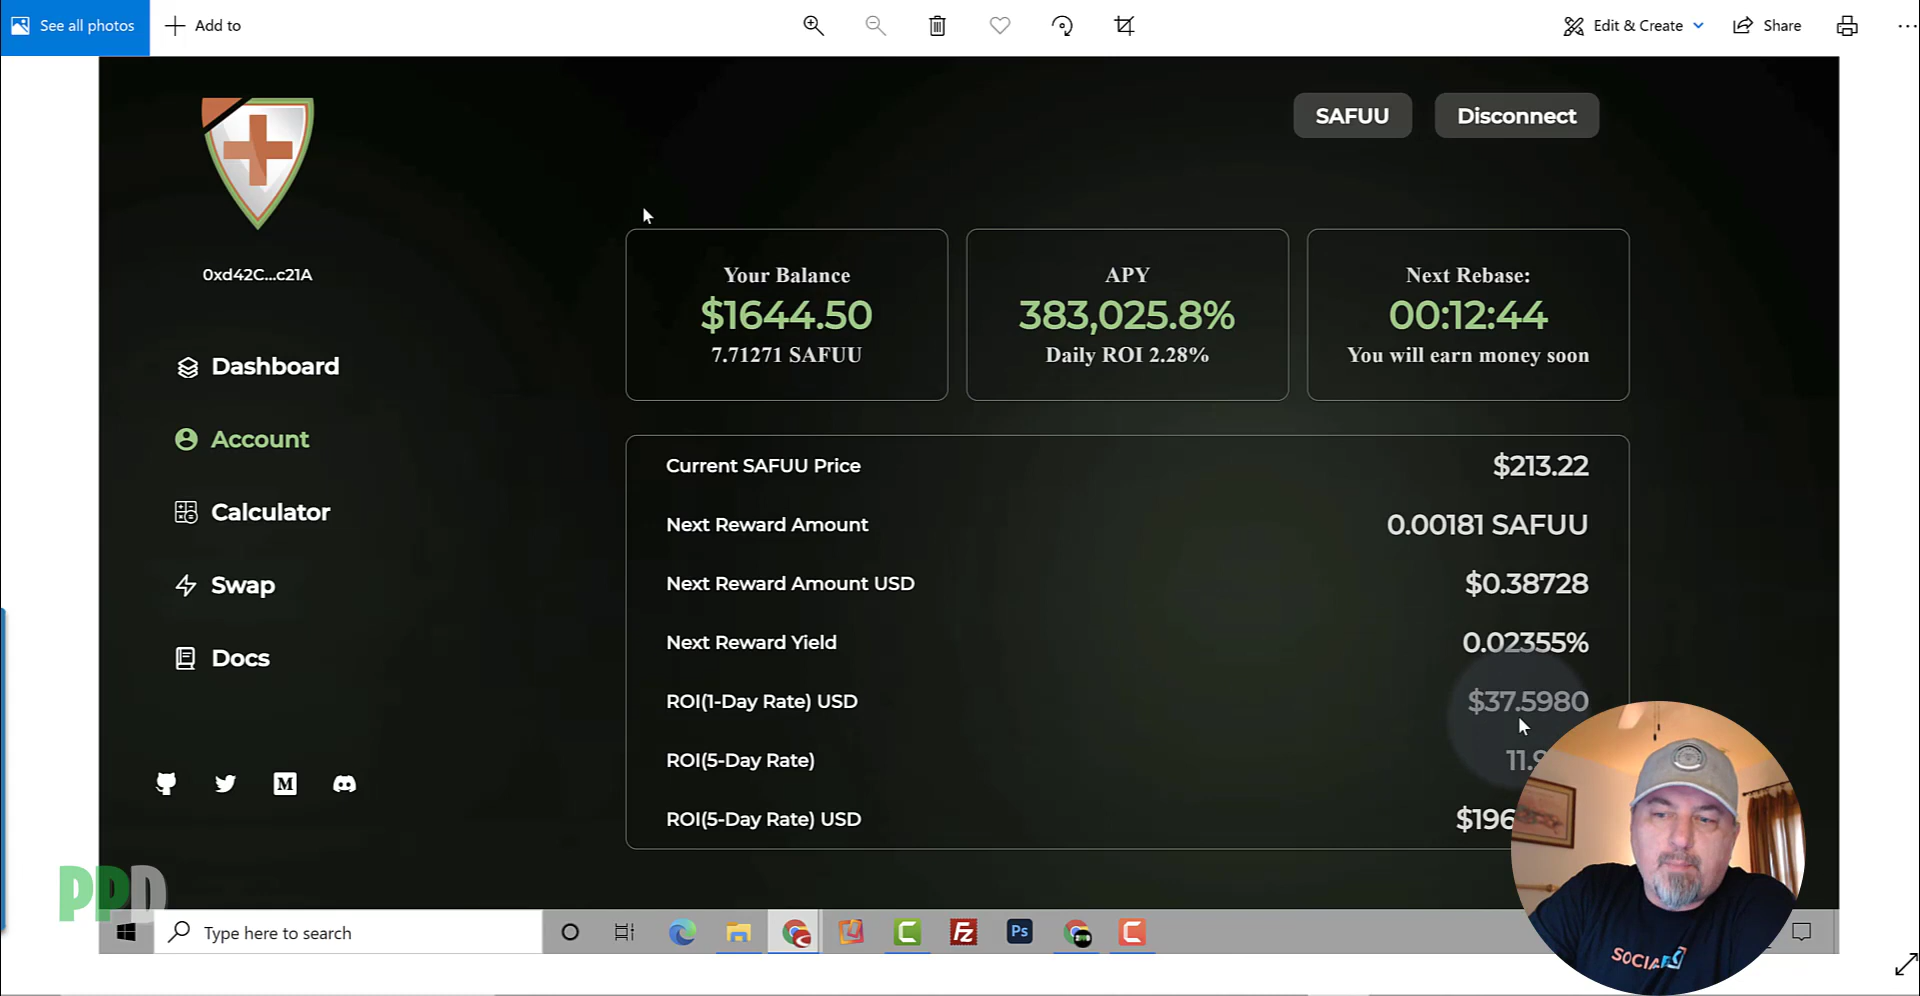 See all photos
Add to
Edit & Create
Share
SAFUU
Disconnect
0xd42C...c21A
Dashboard
Account
Calculator
Swap
Docs
Your Balance
$1644.50
7.71271 SAFUU
APY
383,025.8%
Daily ROI 2.28%
Next Rebase:
00:12:44
You will earn money soon
Current SAFUU Price
$213.22
Next Reward Amount
0.00181 SAFUU
Next Reward Amount USD
$0.38728
Next Reward Yield
0.02355%
ROI(1-Day Rate) USD
$37.5980
ROI(5-Day Rate)
ROI(5-Day Rate) USD
$196
M
PPD
Type here to search
Fz
Ps